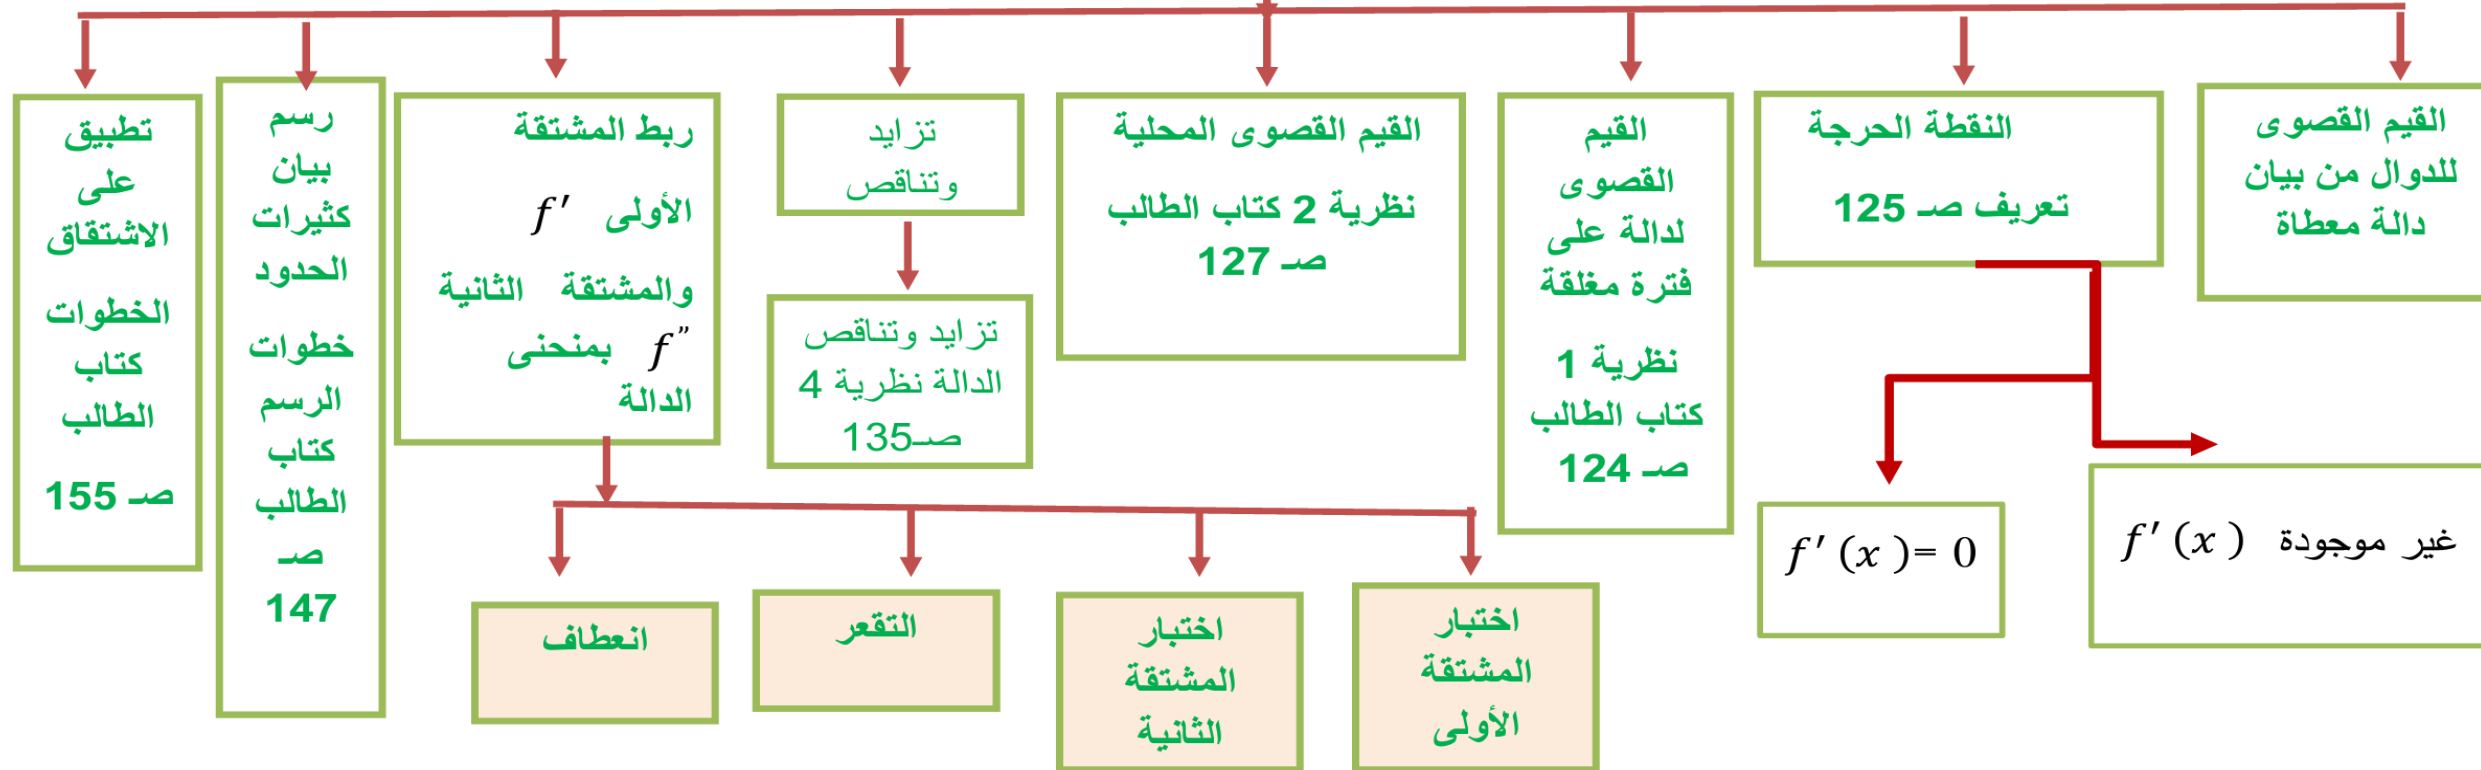 القيم القصوى
للدوال من بيان
دالة معطاة
النقطة الحرجة
تعريف صـ 125
القيم
القصوى
لدالة على
فترة مغلقة
نظرية 1
كتاب الطالب
صـ 124
القيم القصوى المحلية
نظرية 2 كتاب الطالب
صـ 127
تزايد
وتناقص
ربط المشتقة
الأولى f′
والمشتقة الثانية
f” بمنحنى
الدالة
رسم
بيان
كثيرات
الحدود
خطوات
الرسم
كتاب
الطالب
صـ
147
تطبيق
على
الاشتقاق
الخطوات
كتاب
الطالب
صـ 155
تزايد وتناقص
الدالة نظرية 4
صـ135
غير موجودة f′(x)
f′(x)= 0
اختبار
المشتقة
الأولى
اختبار
المشتقة
الثانية
التقعر
انعطاف